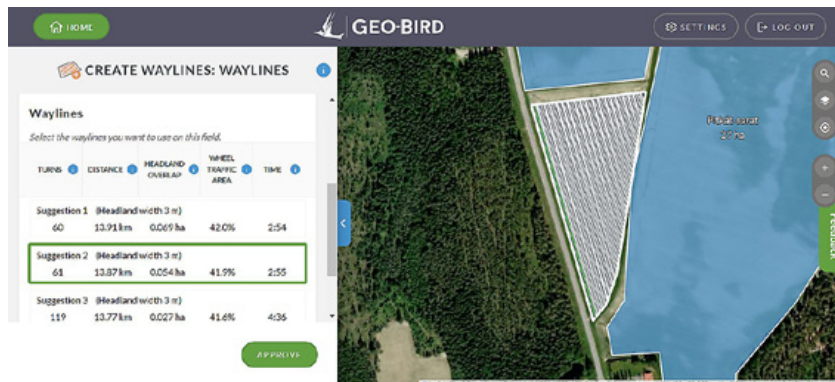 HOME
GEO-BIRD
SETTINGS
LOG OUT
CREATE WAYLINES: WAYLINES
Waylines
Select the waylines you want to use on this field.
TURNS DISTANCE HEADLAND OVERLAP WHEEL TRAFFIC AREA TIME
Suggestion 1 (Headland width 3 m)
60 13.91 km 0.069 ha 42.0% 2:54
Suggestion 2 (Headland width 3 m)
61 13.87 km 0.054 ha 41.9% 2:55
Suggestion 3 (Headland width 3 m)
119 13.77 km 0.027 ha 41.6% 4:36
APPROVE
sarat
Feedback